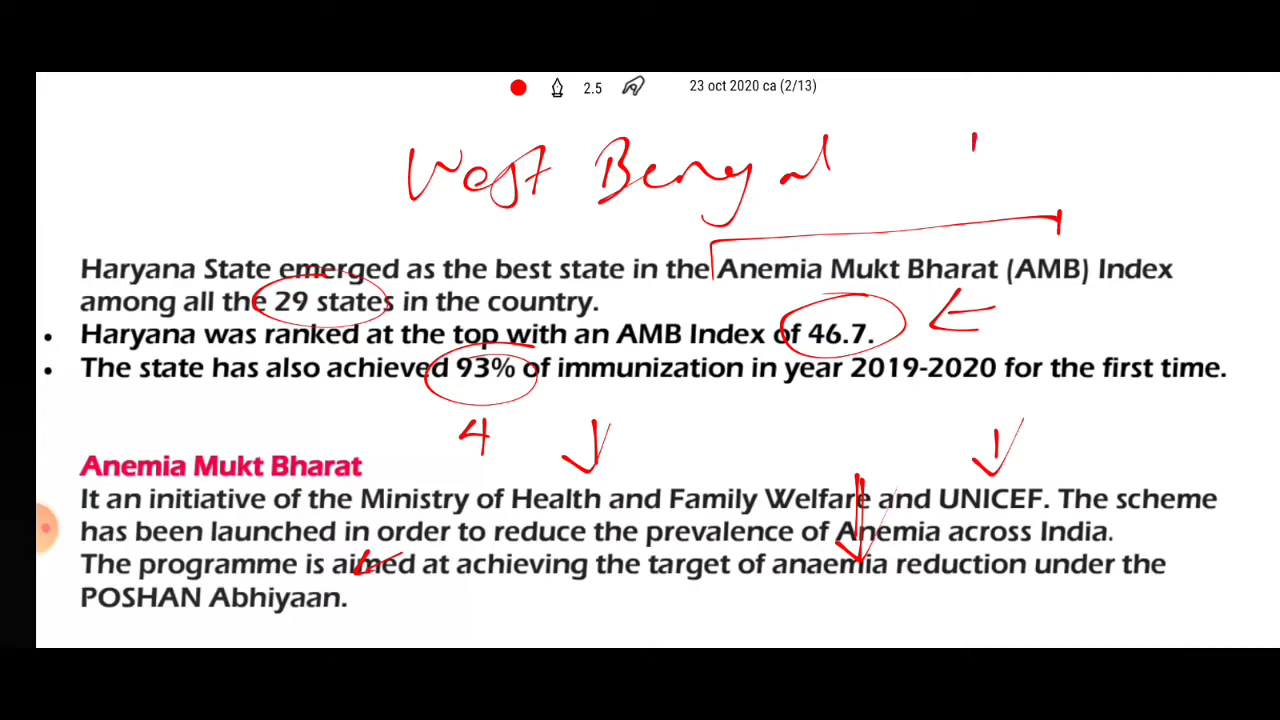 2.5 23 oct 2020 ca (2/13)
West Bengal
Haryana State emerged as the best state in the Anemia Mukt Bharat (AMB) Index
among all the 29 states in the country.
• Haryana was ranked at the top with an AMB Index of 46.7.
• The state has also achieved 93% of immunization in year 2019-2020 for the first time.
4
Anemia Mukt Bharat
It an initiative of the Ministry of Health and Family Welfare and UNICEF. The scheme
has been launched in order to reduce the prevalence of Anemia across India.
The programme is aimed at achieving the target of anaemia reduction under the
POSHAN Abhiyaan.